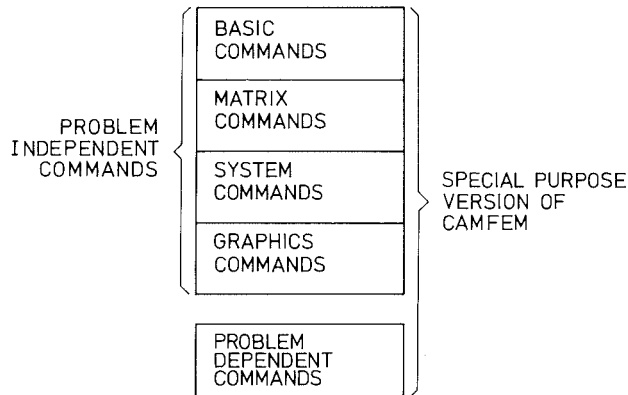 BASIC
COMMANDS
MATRIX
COMMANDS
PROBLEM
INDEPENDENT
COMMANDS
SYSTEM
COMMANDS
SPECIAL PURPOSE
VERSION OF
CAMFEM
GRAPHICS
COMMANDS
PROBLEM
DEPENDENT
COMMANDS